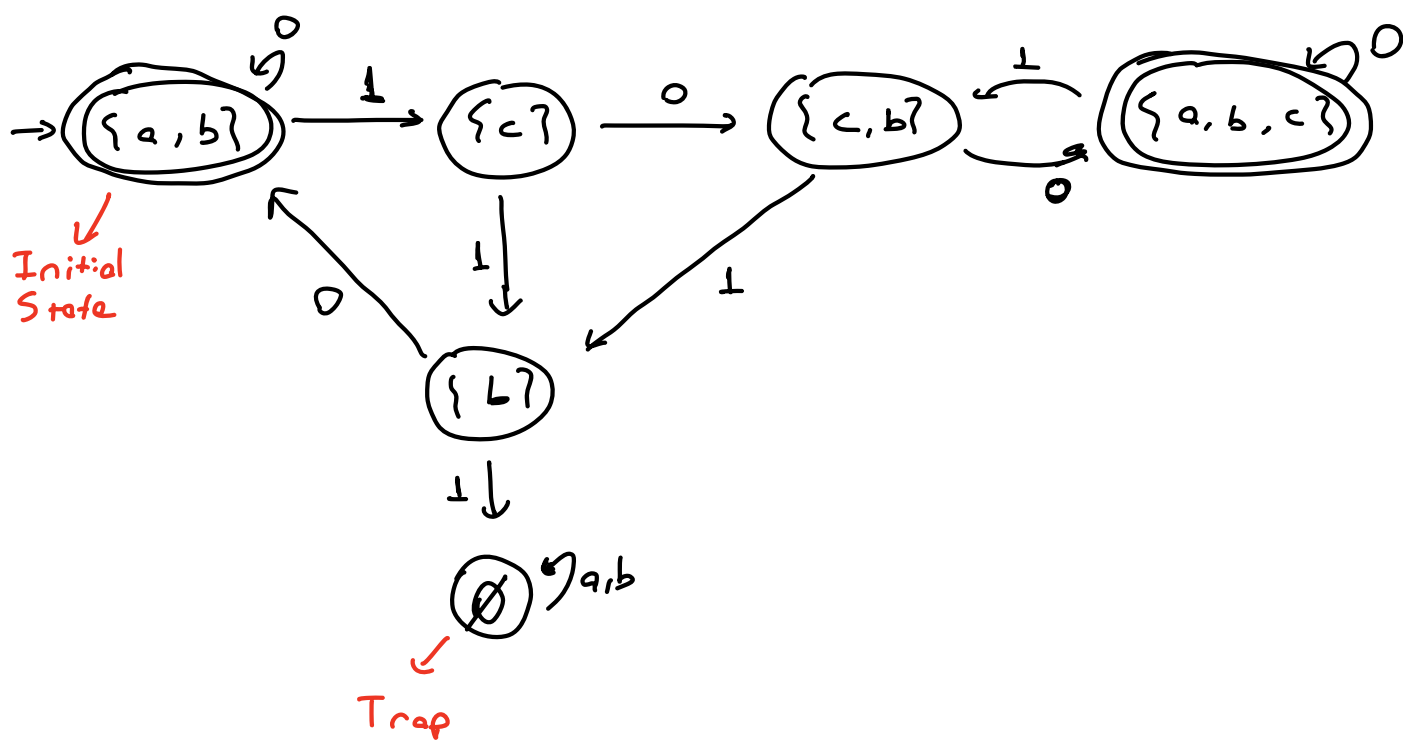 0
1
0
1
0
{a, b}
{c}
{c, b}
{a, b, c}
0
Initial
State
1
0
1
{b}
1
∅
a,b
Trap